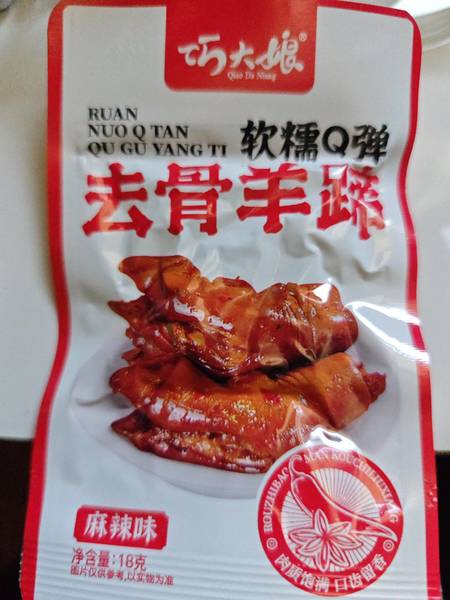 巧大娘®
Qiao Da Niang
RUAN
NUO Q TAN
QU GU YANG TI
软糯Q弹
去骨羊蹄
麻辣味
净含量:18克
图片仅供参考,以实物为准
ROUZHIBAOMAN KOUCHILIUXIANG
肉质饱满 口齿留香